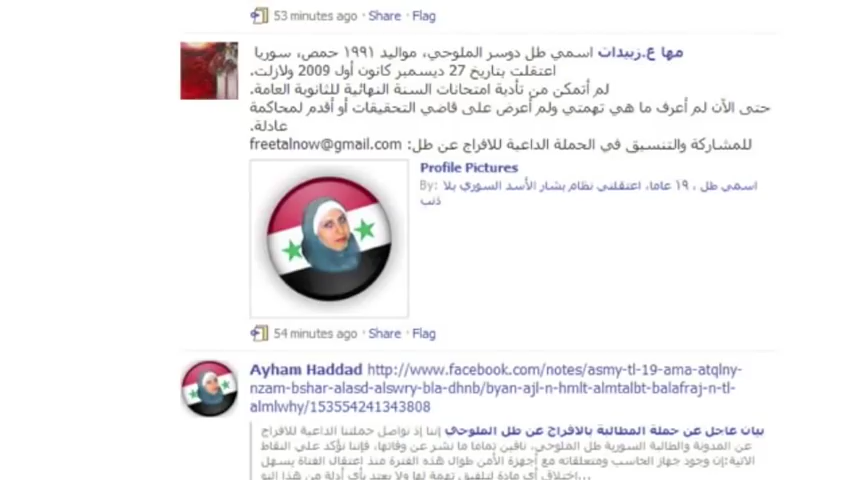 53 minutes ago · Share · Flag
مها ع.زبيدات اسمي طل دوسر الملوحي، مواليد ١٩٩١ حمص، سوريا
اعتقلت بتاريخ 27 ديسمبر كانون أول 2009 ولازلت.
لم أتمكن من تأدية امتحانات السنة النهائية للثانوية العامة.
حتى الآن لم أعرف ما هي تهمتي ولم أعرض على قاضي التحقيقات أو أقدم لمحاكمة
عادلة.
للمشاركة والتنسيق في الحملة الداعية للافراج عن طل: freetalnow@gmail.com
Profile Pictures
By: اسمي طل ، ١٩ عاما، اعتقلني نظام بشار الأسد السوري بلا
ذنب
54 minutes ago · Share · Flag
Ayham Haddad http://www.facebook.com/notes/asmy-tl-19-ama-atqlny-
nzam-bshar-alasd-alswry-bla-dhnb/byan-ajl-n-hmlt-almtalbt-balafraj-n-tl-
almlwhy/153554241343808
بيان عاجل عن حملة المطالبة بالافراج عن طل الملوحي إننا إذ نواصل حملتنا الداعية للافراج
عن المدونة والطالبة السورية طل الملوحي، نافين تماما ما نشر عن وفاتها، فإننا نؤكد على النقاط
الاتية:إن وجود جهاز الحاسب ومتعلقاته مع أجهزة الأمن طوال هذه الفترة منذ اعتقال الفتاة يسهل
اختلاق أي مادة لتلفيق تهمة لها ولا يعتد بأي أدلة من هذا النو...